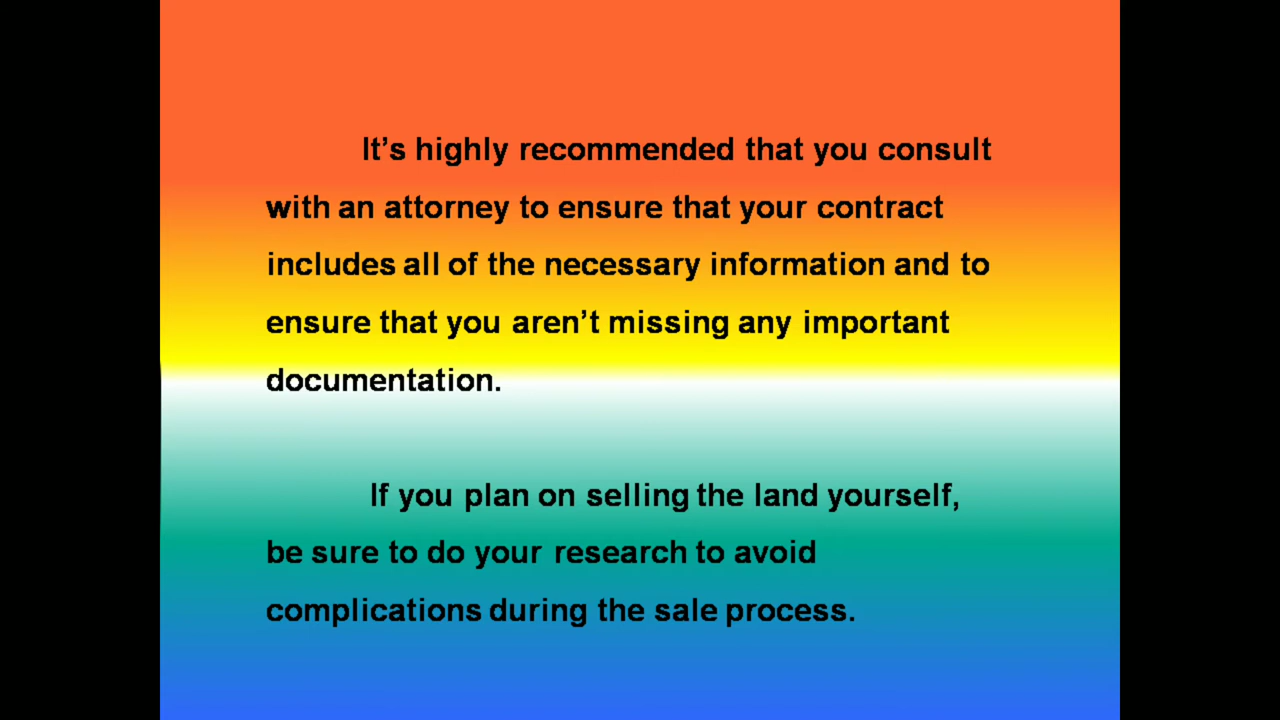 It’s highly recommended that you consult
with an attorney to ensure that your contract
includes all of the necessary information and to
ensure that you aren’t missing any important
documentation.
If you plan on selling the land yourself,
be sure to do your research to avoid
complications during the sale process.